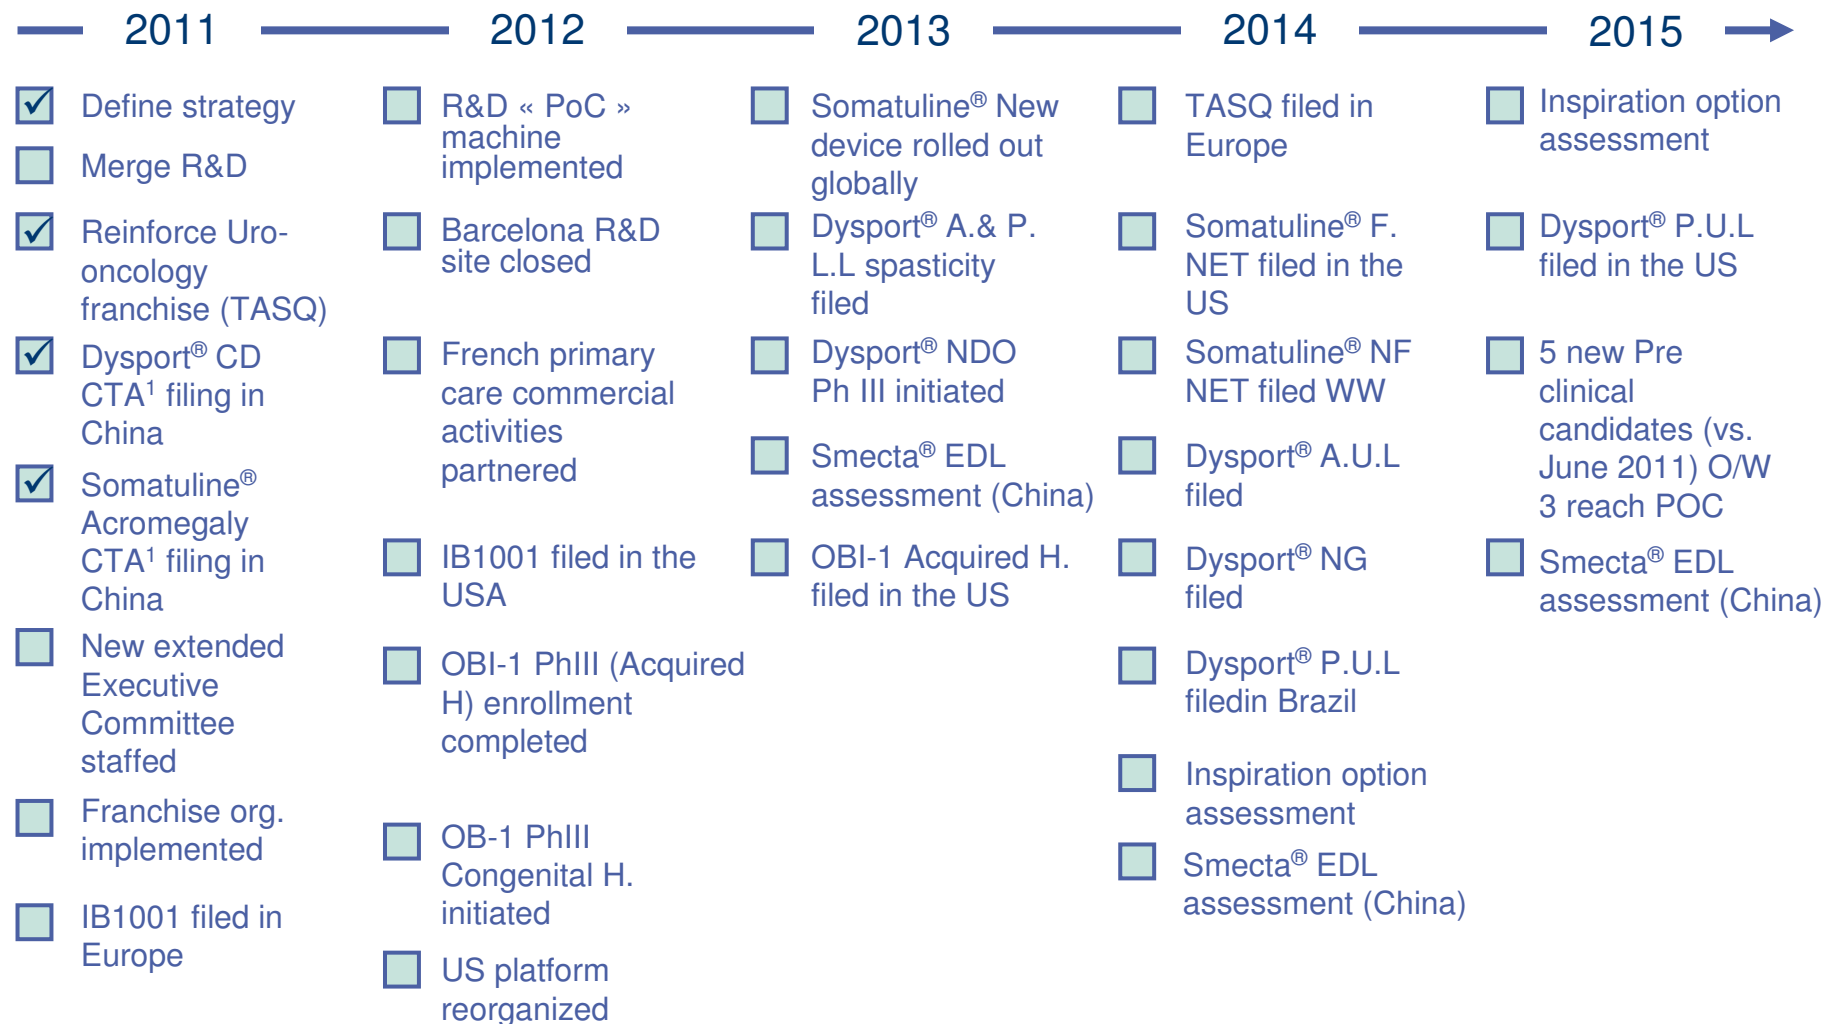 2011
2012
2013
2014
2015
Define strategy
Merge R&D
Reinforce Uro-
oncology
franchise (TASQ)
Dysport® CD
CTA¹ filing in
China
Somatuline®
Acromegaly
CTA¹ filing in
China
New extended
Executive
Committee
staffed
Franchise org.
implemented
IB1001 filed in
Europe
R&D « PoC »
machine
implemented
Barcelona R&D
site closed
French primary
care commercial
activities
partnered
IB1001 filed in the
USA
OBI-1 PhIII (Acquired
H) enrollment
completed
OB-1 PhIII
Congenital H.
initiated
US platform
reorganized
Somatuline® New
device rolled out
globally
Dysport® A.& P.
L.L spasticity
filed
Dysport® NDO
Ph III initiated
Smecta® EDL
assessment (China)
OBI-1 Acquired H.
filed in the US
TASQ filed in
Europe
Somatuline® F.
NET filed in the
US
Somatuline® NF
NET filed WW
Dysport® A.U.L
filed
Dysport® NG
filed
Dysport® P.U.L
filedin Brazil
Inspiration option
assessment
Smecta® EDL
assessment (China)
Inspiration option
assessment
Dysport® P.U.L
filed in the US
5 new Pre
clinical
candidates (vs.
June 2011) O/W
3 reach POC
Smecta® EDL
assessment (China)